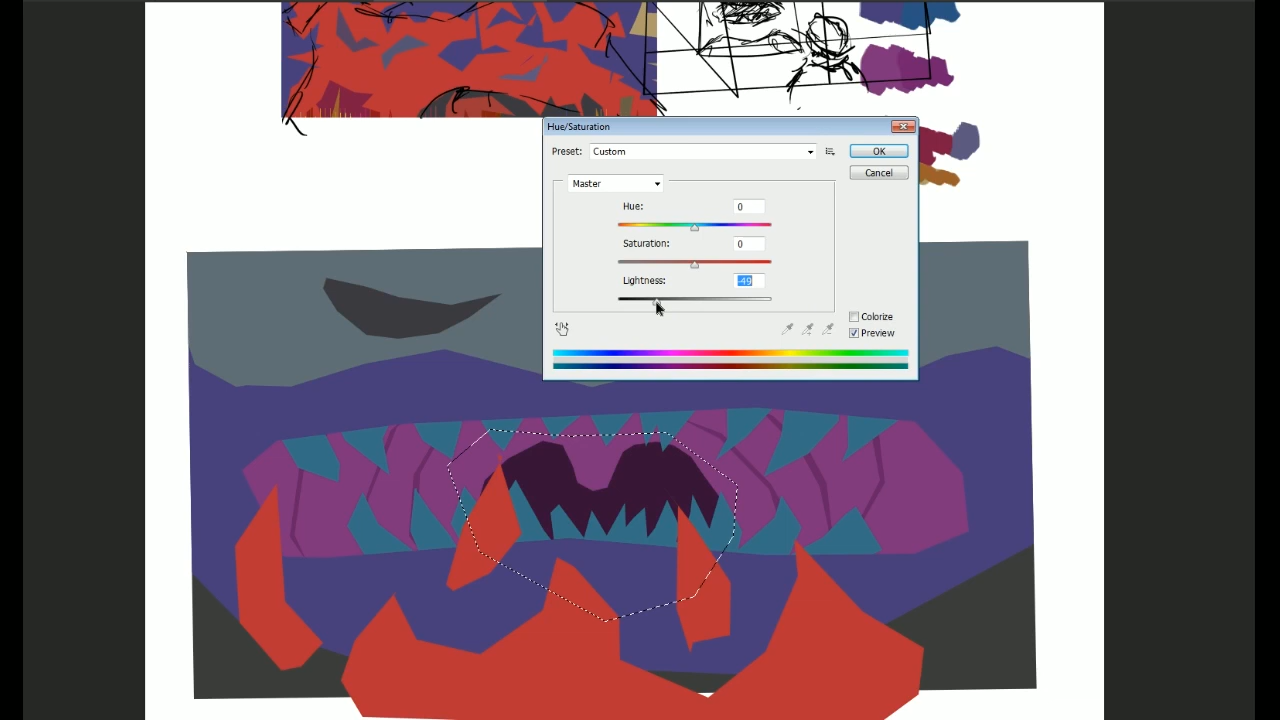 Hue/Saturation
Preset: Custom
OK
Cancel
Master
Hue: 0
Saturation: 0
Lightness: -49
Colorize
Preview